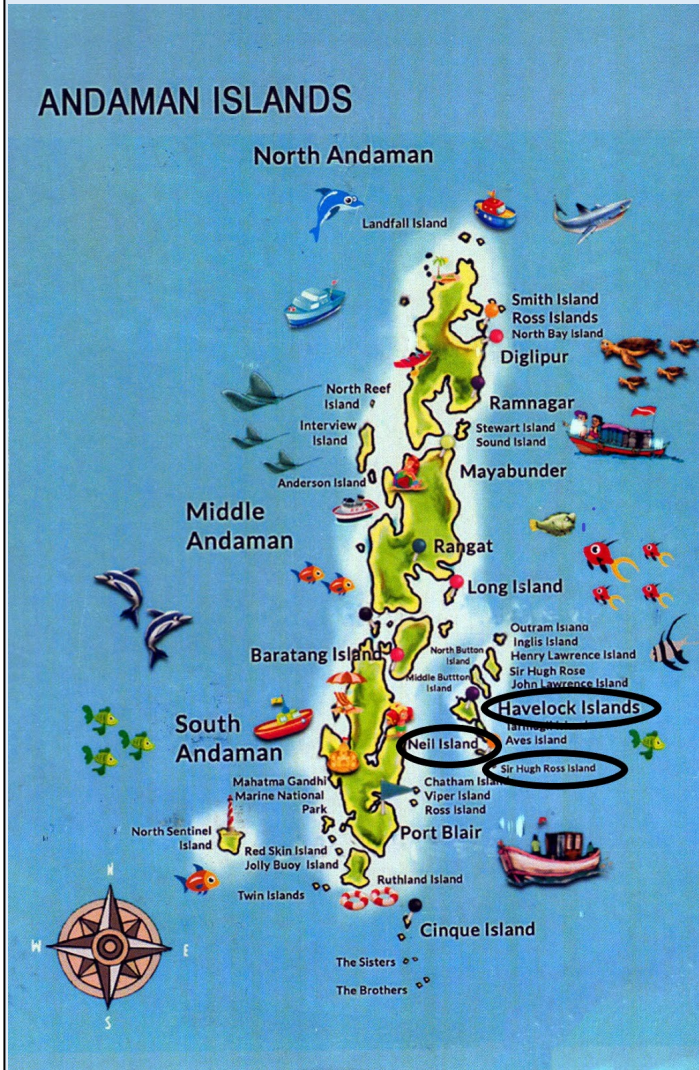 ANDAMAN ISLANDS
North Andaman
Landfall Island
Smith Island
Ross Islands
North Bay Island
Diglipur
North Reef
Island
Ramnagar
Interview
Island
Stewart Island
Sound Island
Anderson Island
Mayabunder
Middle
Andaman
Rangat
Long Island
Outram Island
Inglis Island
Henry Lawrence Island
Sir Hugh Rose
John Lawrence Island
North Button
Island
Baratang Island
Middle Buttton
Island
Havelock Islands
South
Andaman
Neil Island
Aves Island
Sir Hugh Ross Island
Mahatma Gandhi
Marine National
Park
Chatham Island
Viper Island
Ross Island
North Sentinel
Island
Port Blair
Red Skin Island
Jolly Buoy Island
Ruthland Island
Twin Islands
Cinque Island
The Sisters
The Brothers
N
W
E
S